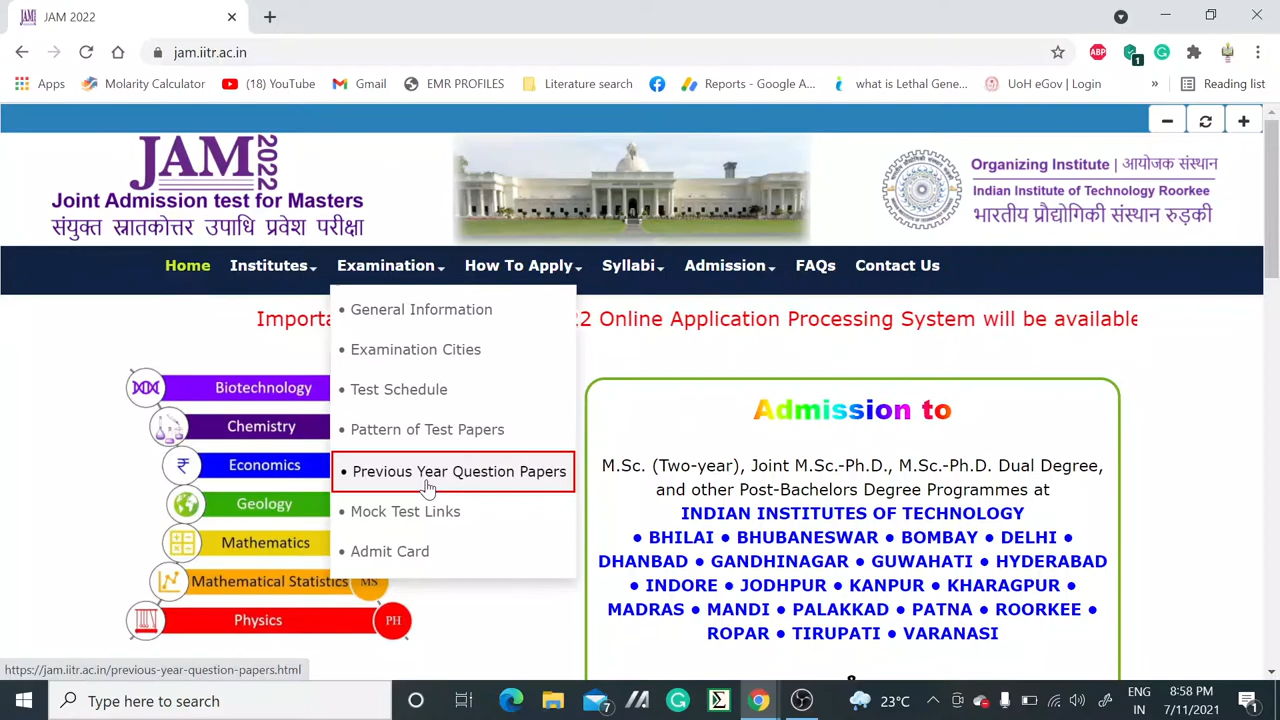 JAM 2022
jam.iitr.ac.in
Apps
Molarity Calculator
(18) YouTube
Gmail
EMR PROFILES
Literature search
Reports - Google A...
what is Lethal Gene...
UoH eGov | Login
»
Reading list
JAM 2022
Joint Admission test for Masters
संयुक्त स्नातकोत्तर उपाधि प्रवेश परीक्षा
Organizing Institute | आयोजक संस्थान
Indian Institute of Technology Roorkee
भारतीय प्रौद्योगिकी संस्थान रुड़की
Home Institutes Examination How To Apply Syllabi Admission FAQs Contact Us
Importa
22 Online Application Processing System will be available
• General Information
• Examination Cities
• Test Schedule
• Pattern of Test Papers
• Previous Year Question Papers
• Mock Test Links
• Admit Card
Biotechnology
Chemistry
Economics
Geology
Mathematics
Mathematical Statistics MS
Physics PH
Admission to
M.Sc. (Two-year), Joint M.Sc.-Ph.D., M.Sc.-Ph.D. Dual Degree,
and other Post-Bachelors Degree Programmes at
INDIAN INSTITUTES OF TECHNOLOGY
● BHILAI ● BHUBANESWAR ● BOMBAY ● DELHI ●
DHANBAD ● GANDHINAGAR ● GUWAHATI ● HYDERABAD
● INDORE ● JODHPUR ● KANPUR ● KHARAGPUR ●
MADRAS ● MANDI ● PALAKKAD ● PATNA ● ROORKEE ●
ROPAR ● TIRUPATI ● VARANASI
https://jam.iitr.ac.in/previous-year-question-papers.html
Type here to search
7
23°C
ENG
IN
8:58 PM
7/11/2021
1